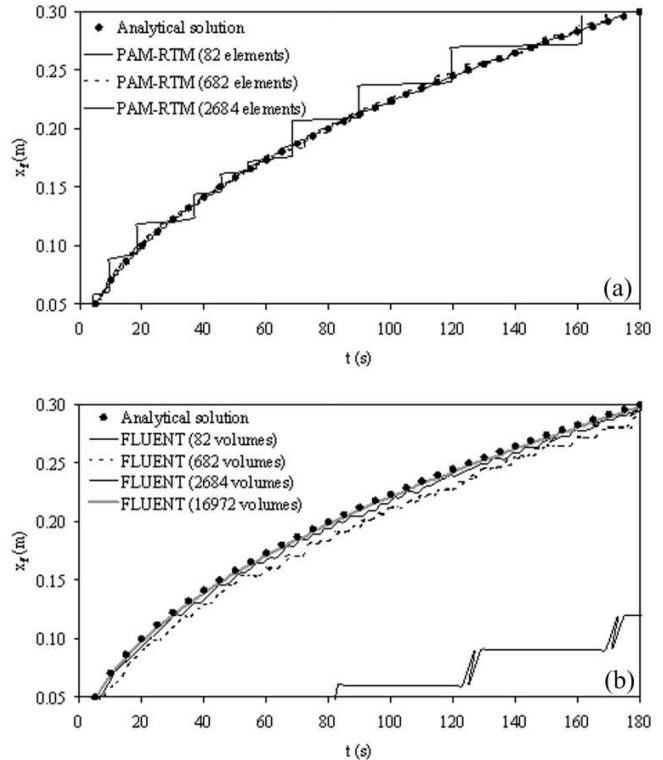 0.30
Analytical solution
PAM-RTM (82 elements)
PAM-RTM (682 elements)
PAM-RTM (2684 elements)
0.25
0.20
x_f (m)
0.15
0.10
0.05
(a)
0 20 40 60 80 100 120 140 160 180
t (s)
0.30
Analytical solution
FLUENT (82 volumes)
FLUENT (682 volumes)
FLUENT (2684 volumes)
FLUENT (16972 volumes)
0.25
0.20
x_f (m)
0.15
0.10
0.05
(b)
0 20 40 60 80 100 120 140 160 180
t (s)